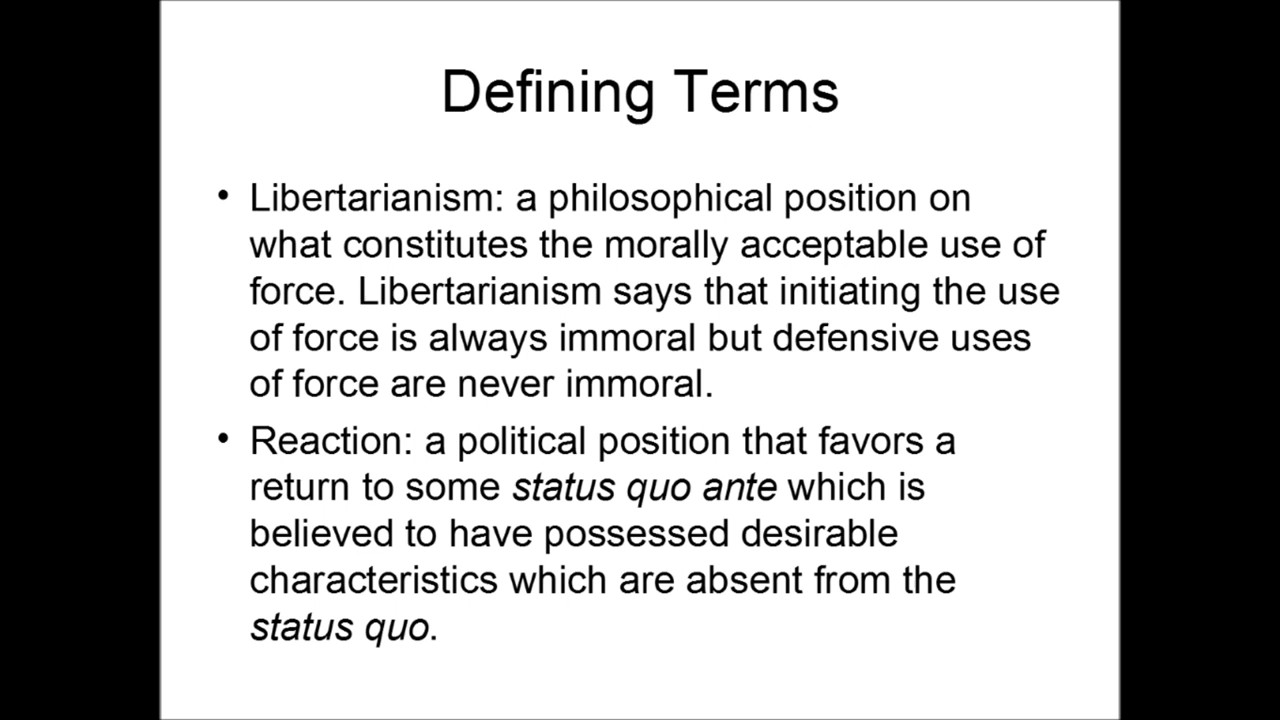 Defining Terms
• Libertarianism: a philosophical position on
what constitutes the morally acceptable use of
force. Libertarianism says that initiating the use
of force is always immoral but defensive uses
of force are never immoral.
• Reaction: a political position that favors a
return to some status quo ante which is
believed to have possessed desirable
characteristics which are absent from the
status quo.